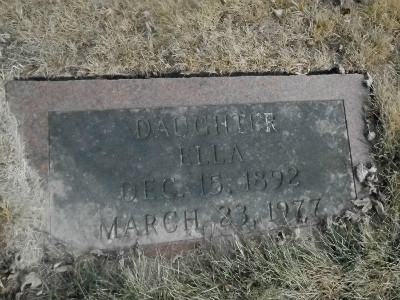 DAUGHTER
ELLA
DEC. 15, 1892
MARCH 23, 1977